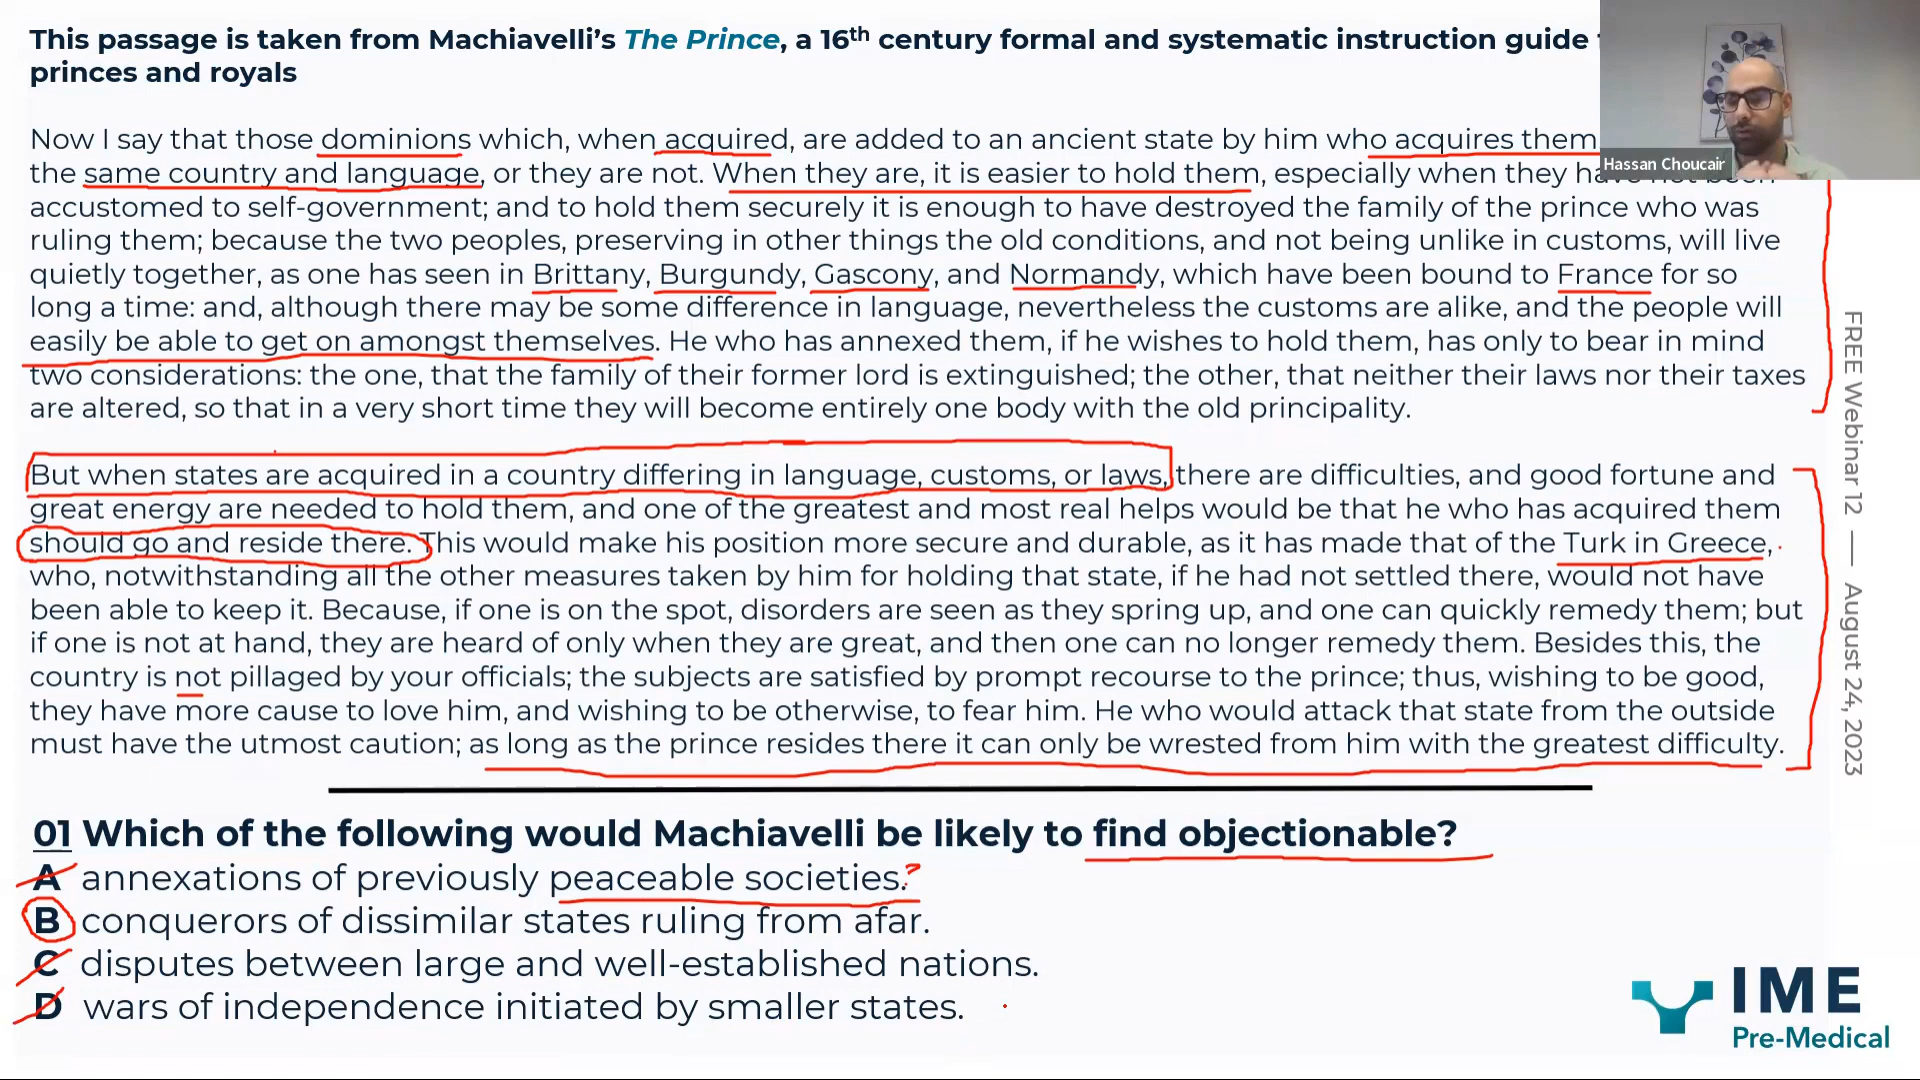 This passage is taken from Machiavelli’s The Prince, a 16th century formal and systematic instruction guide
princes and royals
Hassan Choucair
Now I say that those dominions which, when acquired, are added to an ancient state by him who acquires them
the same country and language, or they are not. When they are, it is easier to hold them, especially when they have not been
accustomed to self-government; and to hold them securely it is enough to have destroyed the family of the prince who was
ruling them; because the two peoples, preserving in other things the old conditions, and not being unlike in customs, will live
quietly together, as one has seen in Brittany, Burgundy, Gascony, and Normandy, which have been bound to France for so
long a time: and, although there may be some difference in language, nevertheless the customs are alike, and the people will
easily be able to get on amongst themselves. He who has annexed them, if he wishes to hold them, has only to bear in mind
two considerations: the one, that the family of their former lord is extinguished; the other, that neither their laws nor their taxes
are altered, so that in a very short time they will become entirely one body with the old principality.
But when states are acquired in a country differing in language, customs, or laws, there are difficulties, and good fortune and
great energy are needed to hold them, and one of the greatest and most real helps would be that he who has acquired them
should go and reside there. This would make his position more secure and durable, as it has made that of the Turk in Greece,
who, notwithstanding all the other measures taken by him for holding that state, if he had not settled there, would not have
been able to keep it. Because, if one is on the spot, disorders are seen as they spring up, and one can quickly remedy them; but
if one is not at hand, they are heard of only when they are great, and then one can no longer remedy them. Besides this, the
country is not pillaged by your officials; the subjects are satisfied by prompt recourse to the prince; thus, wishing to be good,
they have more cause to love him, and wishing to be otherwise, to fear him. He who would attack that state from the outside
must have the utmost caution; as long as the prince resides there it can only be wrested from him with the greatest difficulty.
FREE Webinar 12 — August 24, 2023
01 Which of the following would Machiavelli be likely to find objectionable?
A annexations of previously peaceable societies.?
B conquerors of dissimilar states ruling from afar.
C disputes between large and well-established nations.
D wars of independence initiated by smaller states.
IME
Pre-Medical